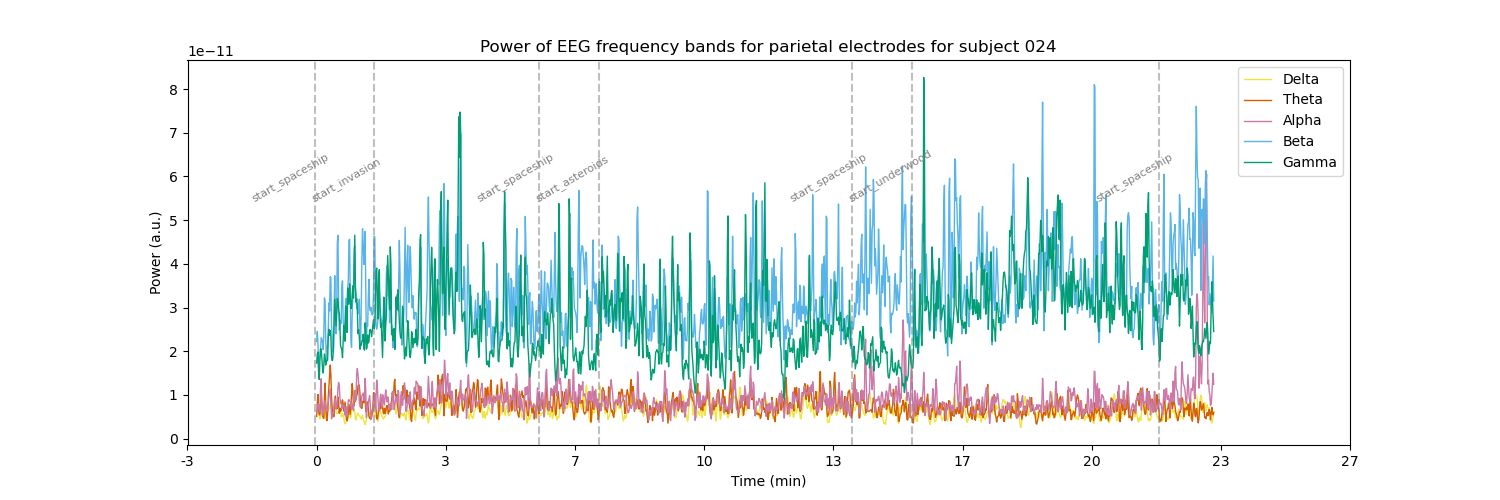 Power of EEG frequency bands for parietal electrodes for subject 024
1e−11
Power (a.u.)
8
7
6
5
4
3
2
1
0
start_spaceship
start_invasion
start_spaceship
start_asteroids
start_spaceship
start_underwood
start_spaceship
Delta
Theta
Alpha
Beta
Gamma
-3 0 3 7 10 13 17 20 23 27
Time (min)